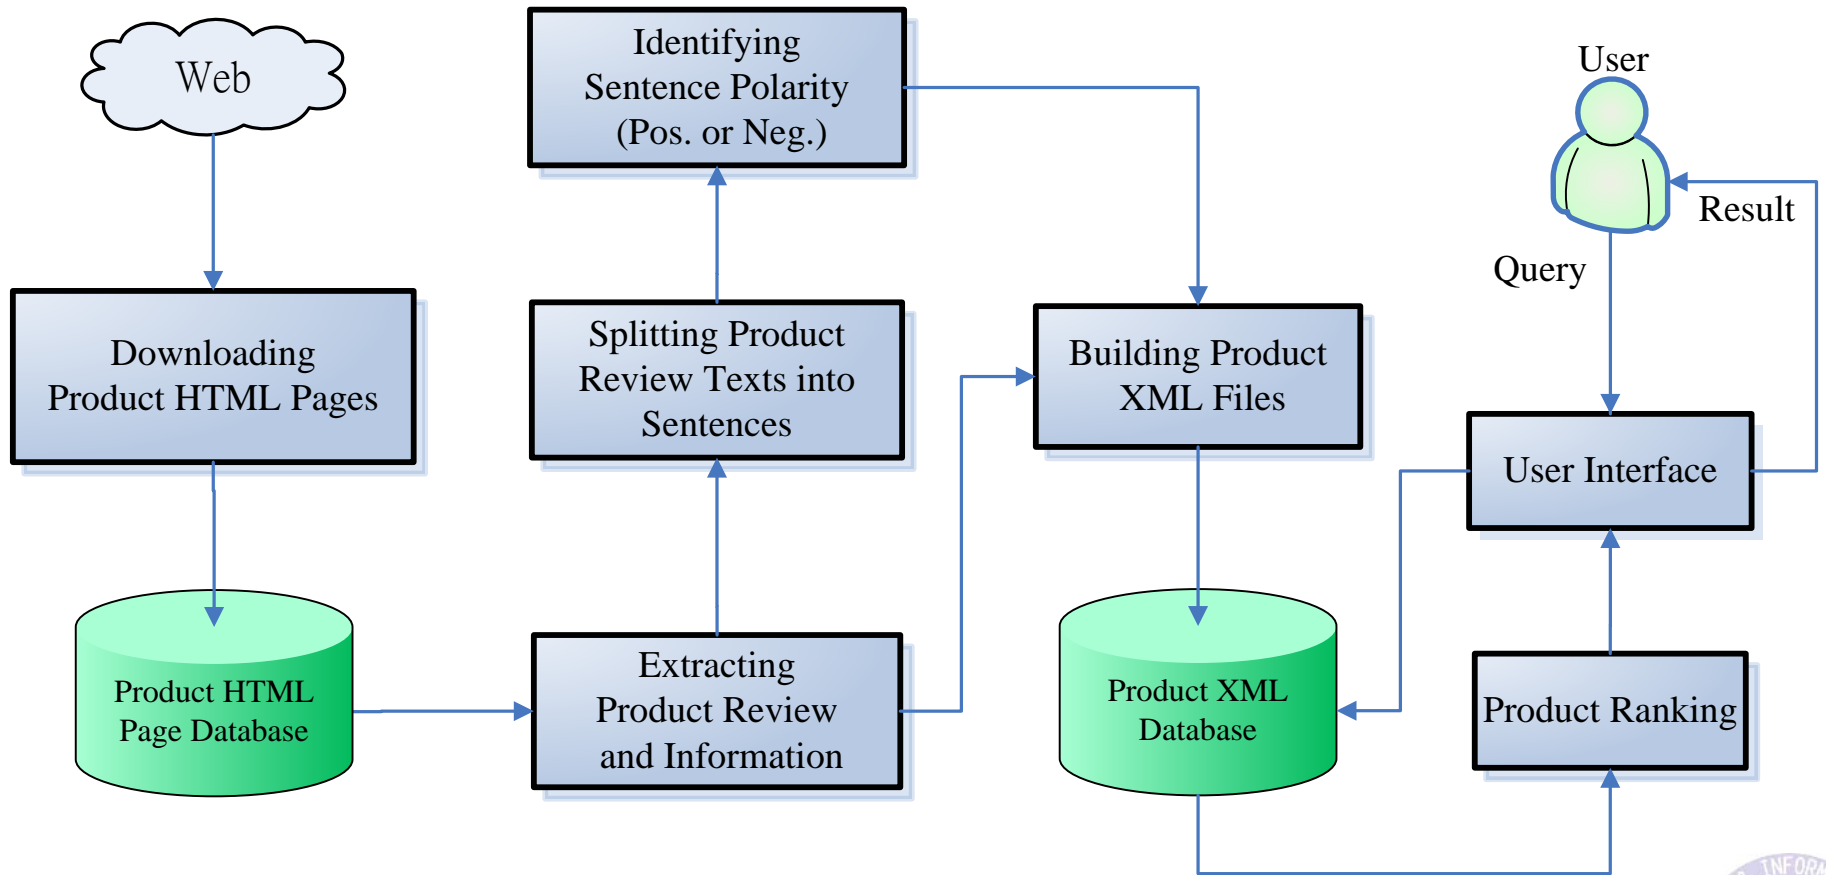 Web
Downloading
Product HTML Pages
Product HTML
Page Database
Identifying
Sentence Polarity
(Pos. or Neg.)
Splitting Product
Review Texts into
Sentences
Extracting
Product Review
and Information
Building Product
XML Files
Product XML
Database
User
Result
Query
User Interface
Product Ranking